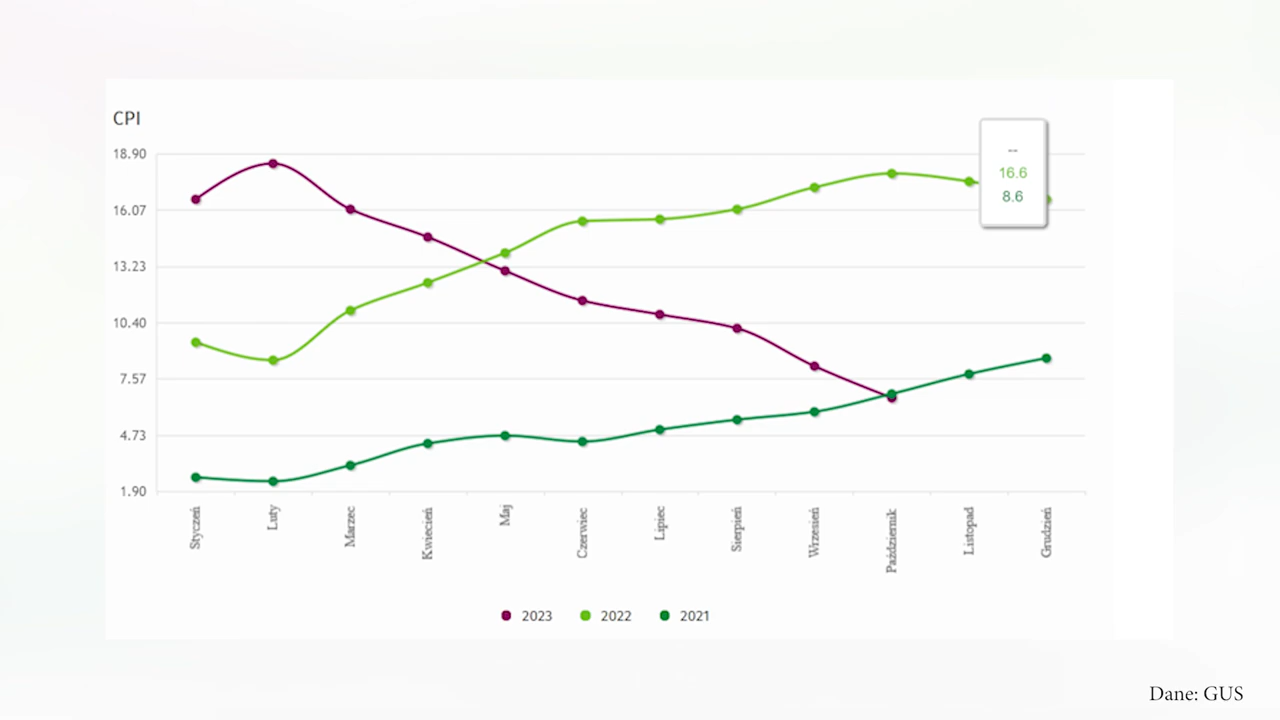 CPI
18.90
16.07
13.23
10.40
7.57
4.73
1.90
--
16.6
8.6
Styczeń
Luty
Marzec
Kwiecień
Maj
Czerwiec
Lipiec
Sierpień
Wrzesień
Październik
Listopad
Grudzień
2023 2022 2021
Dane: GUS